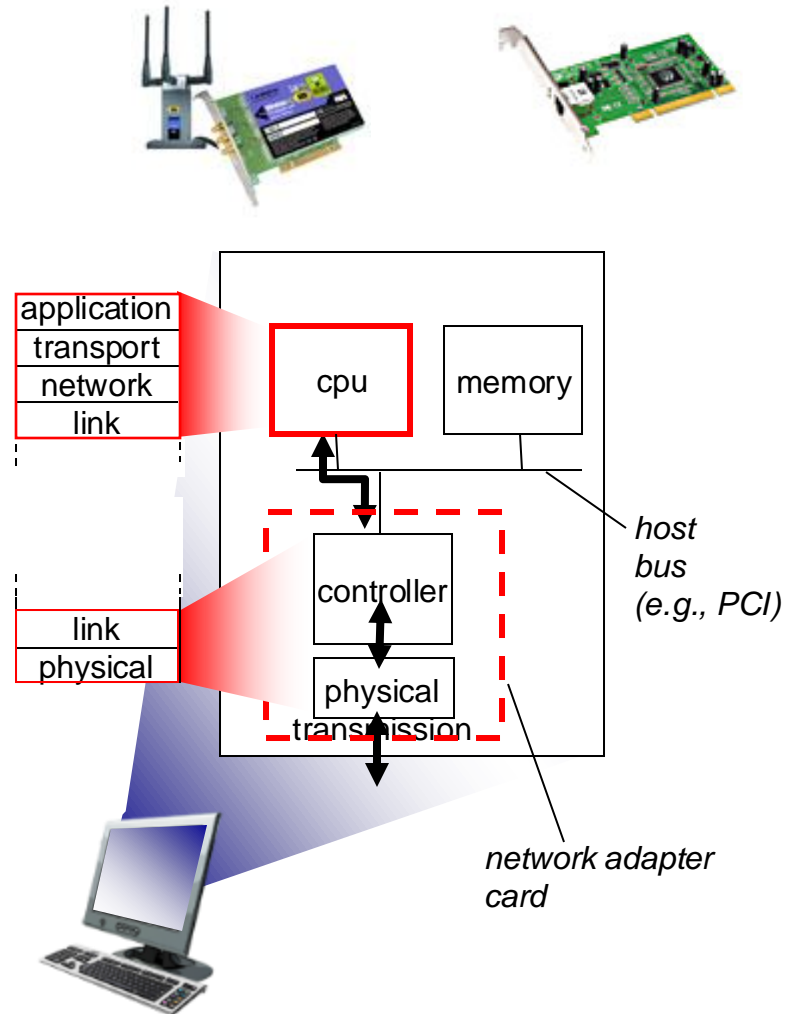 application
transport
network
link
cpu
memory
host
bus
(e.g., PCI)
controller
link
physical
physical
transmission
network adapter
card